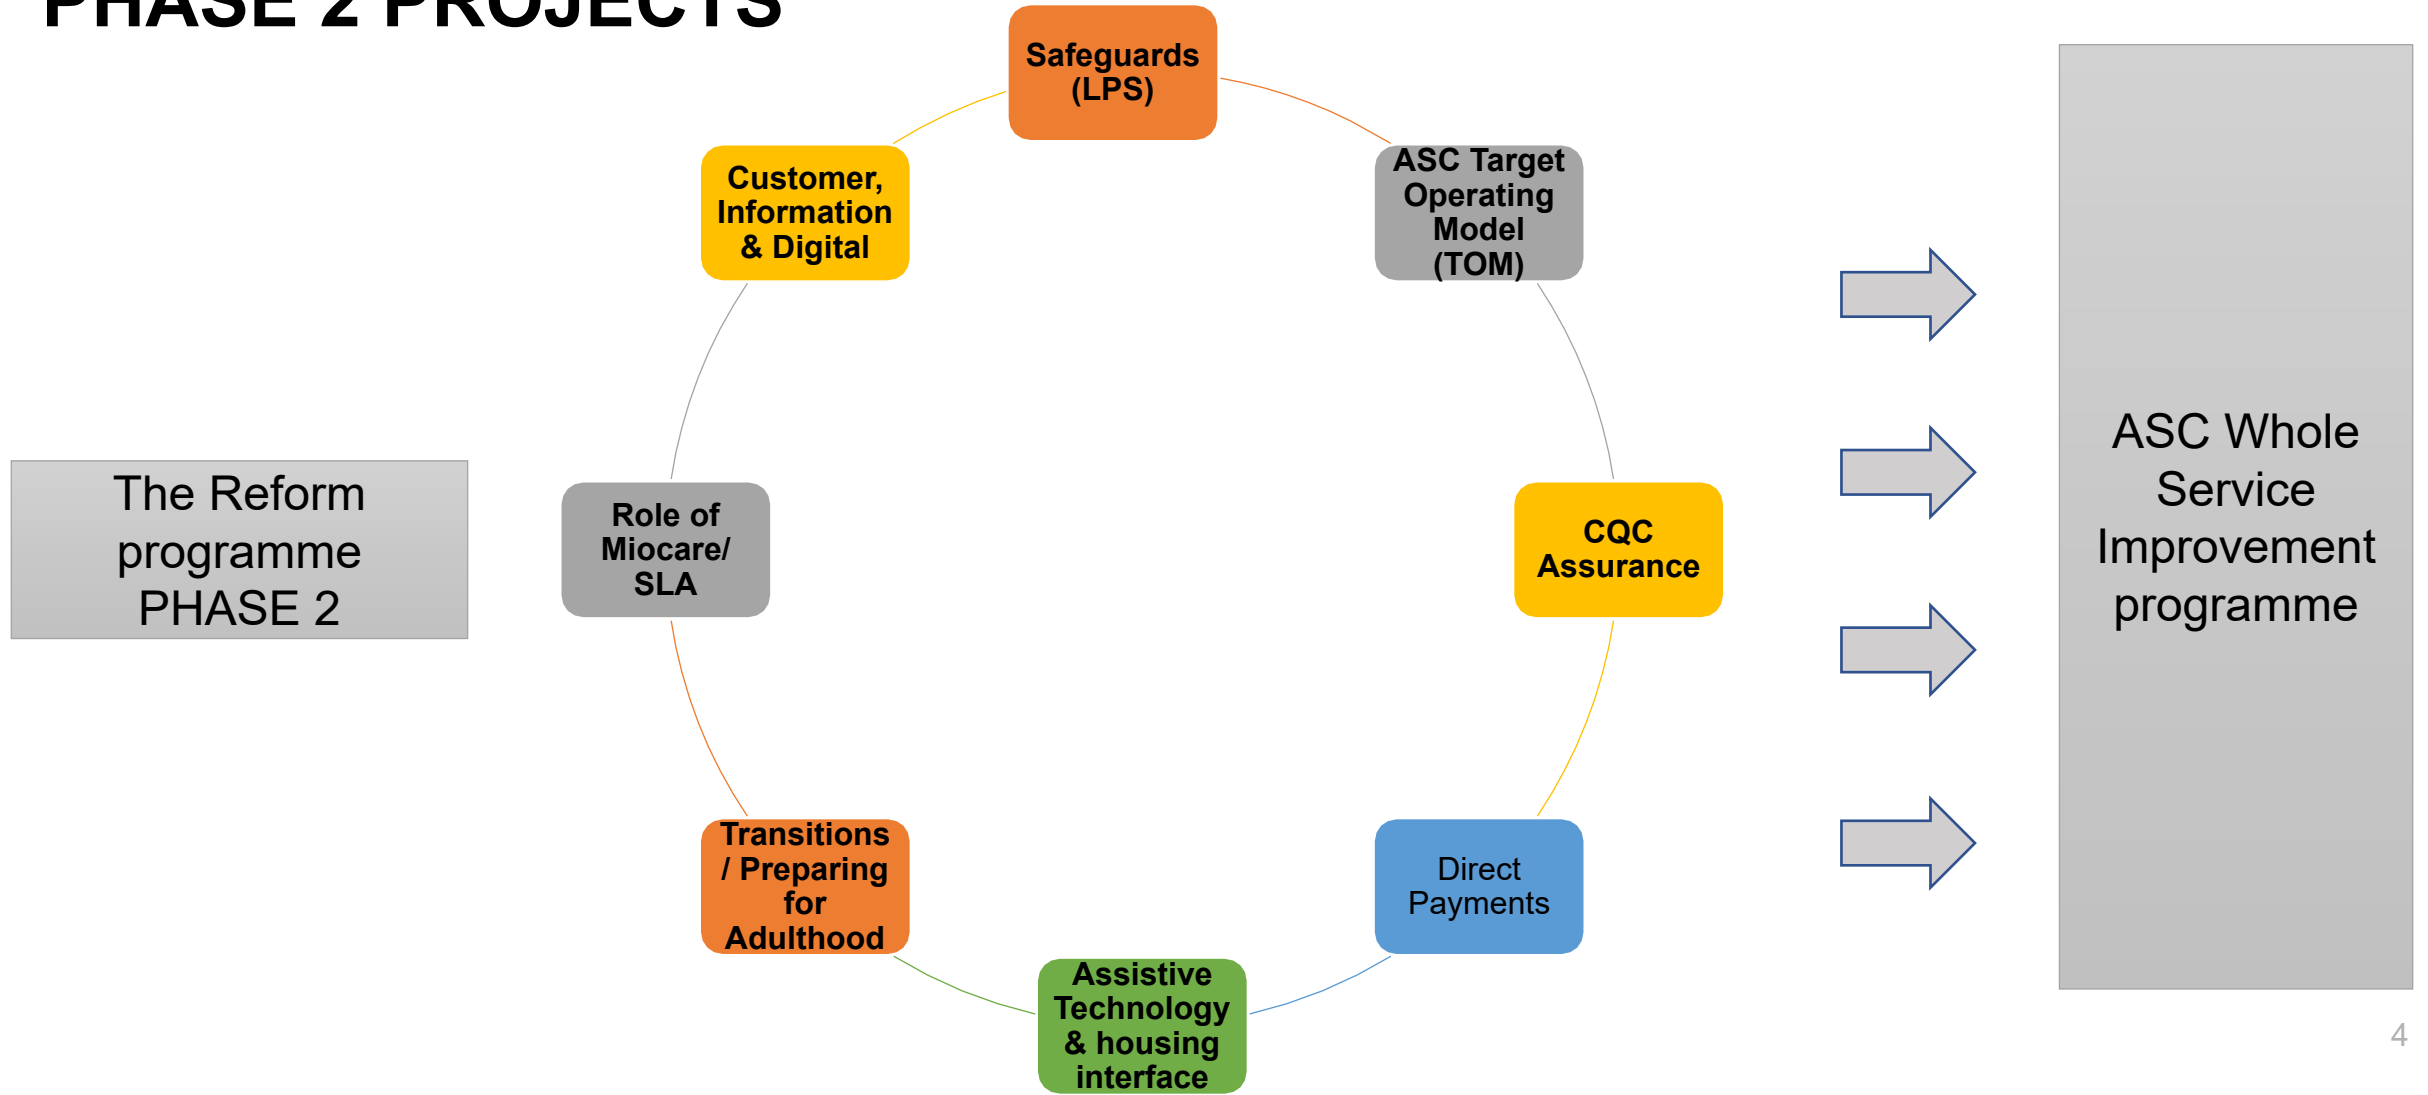 PHASE 2 PROJECTS
Safeguards
(LPS)
ASC Target
Operating
Model
(TOM)
CQC
Assurance
Direct
Payments
Assistive
Technology
& housing
interface
Transitions
/ Preparing
for
Adulthood
Role of
Miocare/
SLA
Customer,
Information
& Digital
The Reform
programme
PHASE 2
ASC Whole
Service
Improvement
programme
4